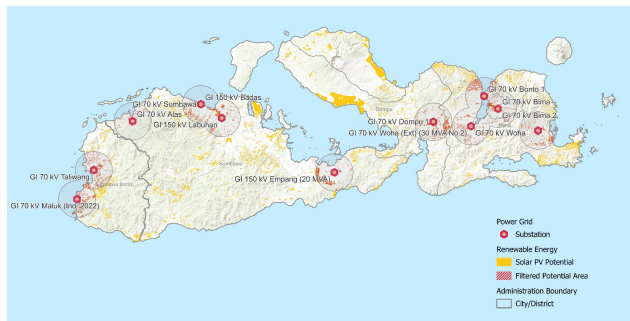 GI 150 kV Badas
GI 70 kV Sumbawa
GI 70 kV Alas
GI 150 kV Labuhan
GI 70 kV Taliwang
Sumbawa Barat
GI 70 kV Maluk (Ind. 2022)
Sumbawa
GI 150 kV Empang (20 MVA)
Dompu
GI 70 kV Dompu
GI 70 kV Woha (Ext) (30 MVA No.2)
GI 70 kV Bonto 1
GI 70 kV Bima
GI 70 kV Bima 2
GI 70 kV Woha
Power Grid
Substation
Renewable Energy
Solar PV Potential
Filtered Potential Area
Administration Boundary
City/District